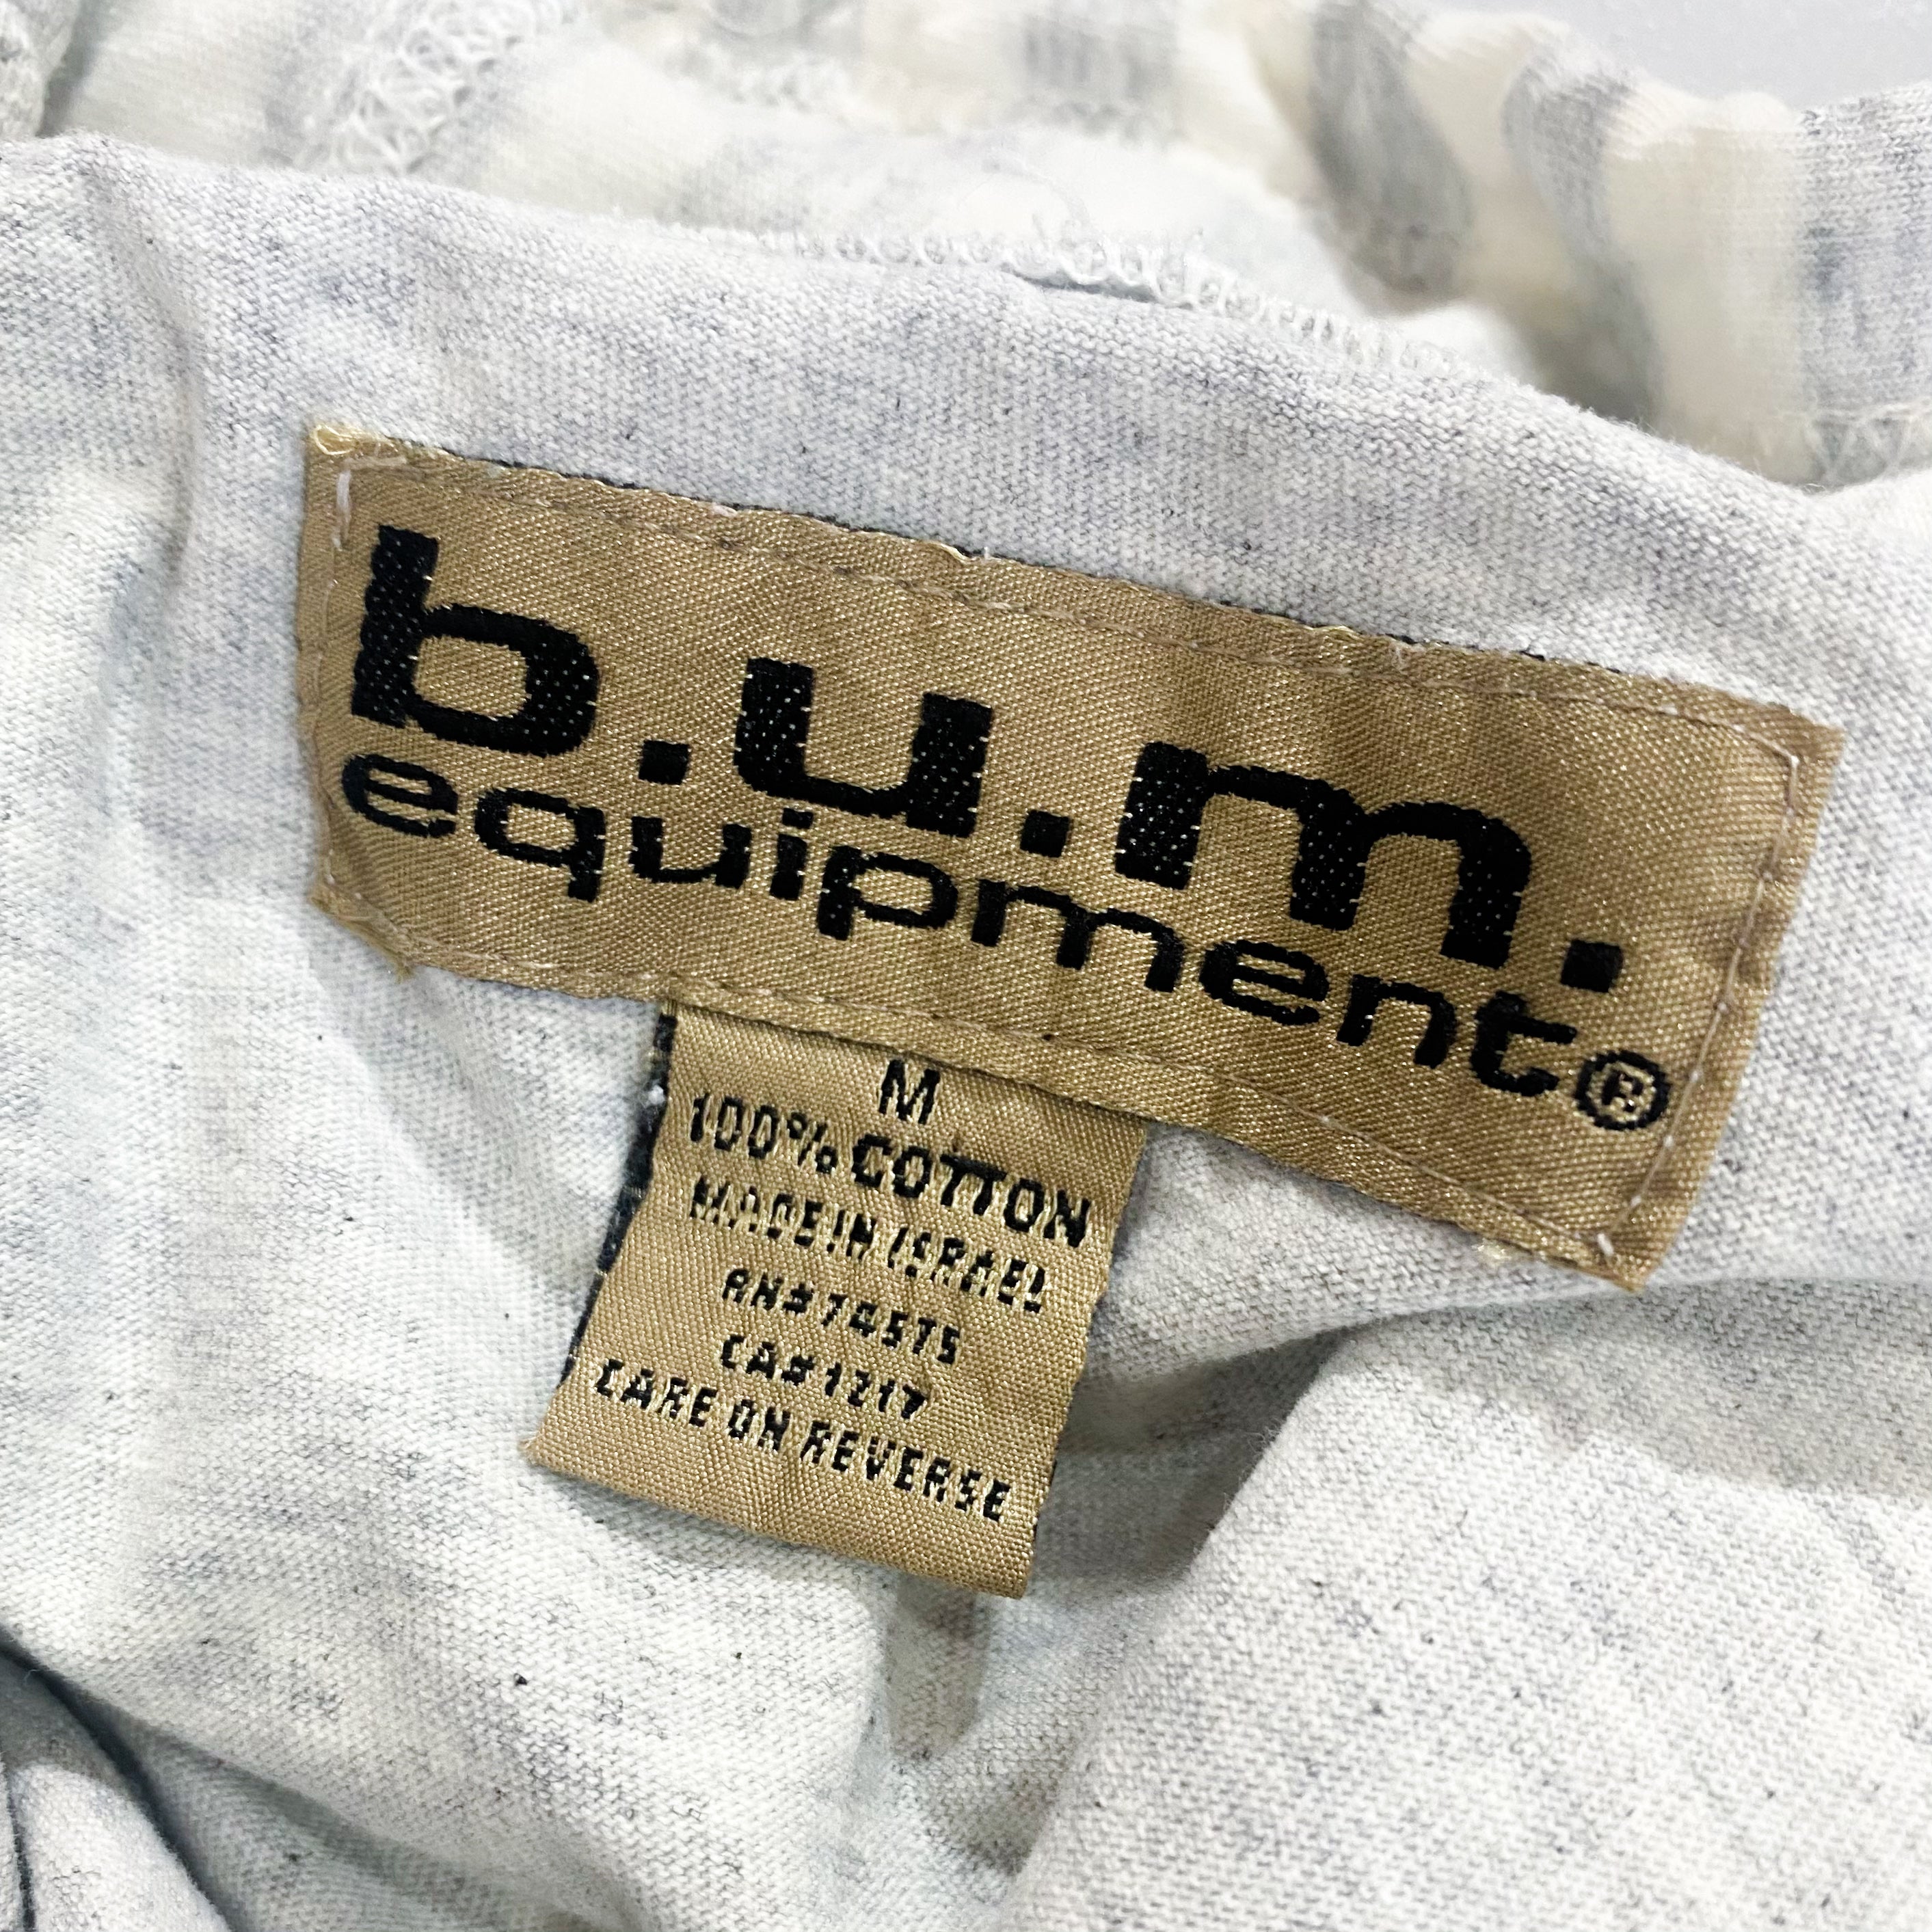 b.u.m.
equipment®
M
100% COTTON
MADE IN ISRAEL
RN#74575
CA#1217
CARE ON REVERSE